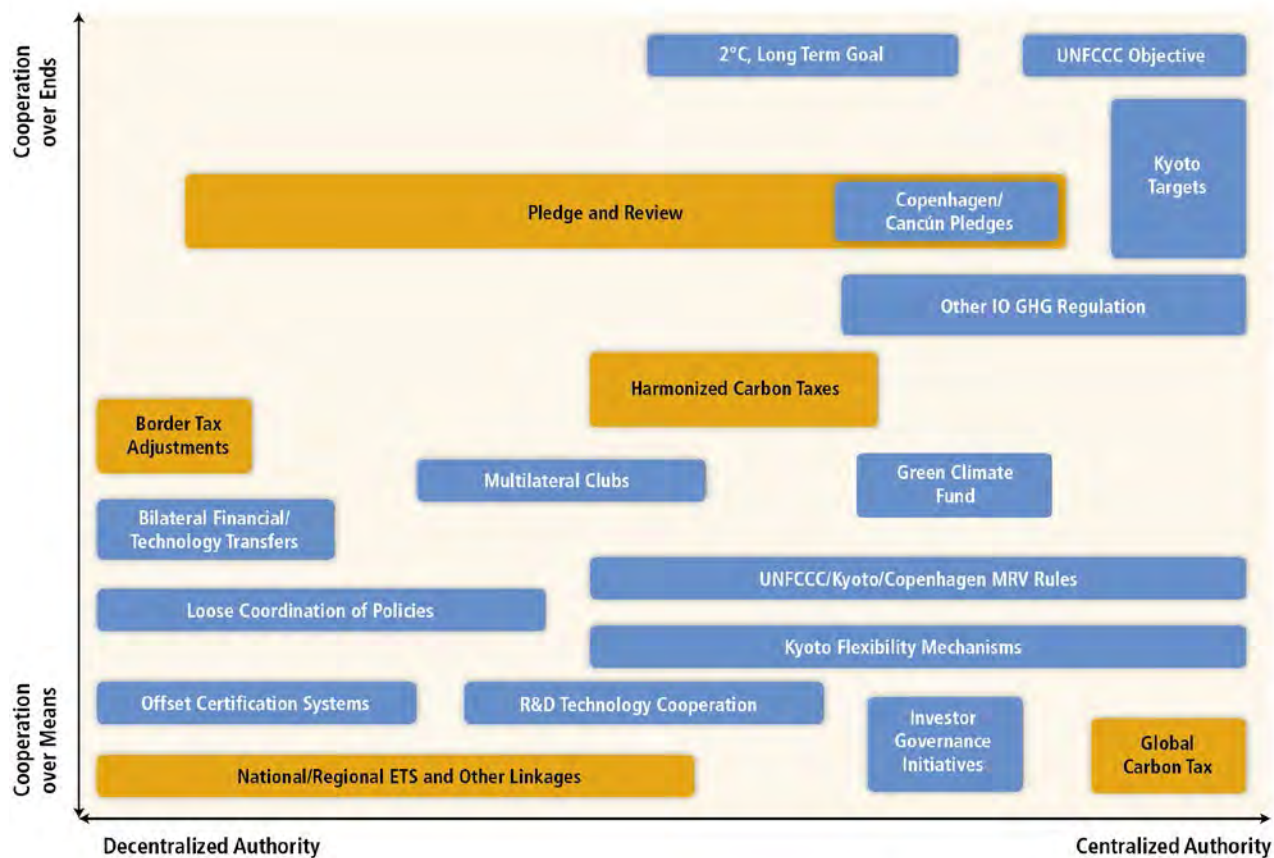 Cooperation
over Ends
2°C, Long Term Goal
UNFCCC Objective
Kyoto
Targets
Pledge and Review
Copenhagen/
Cancún Pledges
Other IO GHG Regulation
Harmonized Carbon Taxes
Border Tax
Adjustments
Multilateral Clubs
Green Climate
Fund
Bilateral Financial/
Technology Transfers
UNFCCC/Kyoto/Copenhagen MRV Rules
Loose Coordination of Policies
Kyoto Flexibility Mechanisms
Cooperation
over Means
Offset Certification Systems
R&D Technology Cooperation
Investor
Governance
Initiatives
Global
Carbon Tax
National/Regional ETS and Other Linkages
Decentralized Authority
Centralized Authority